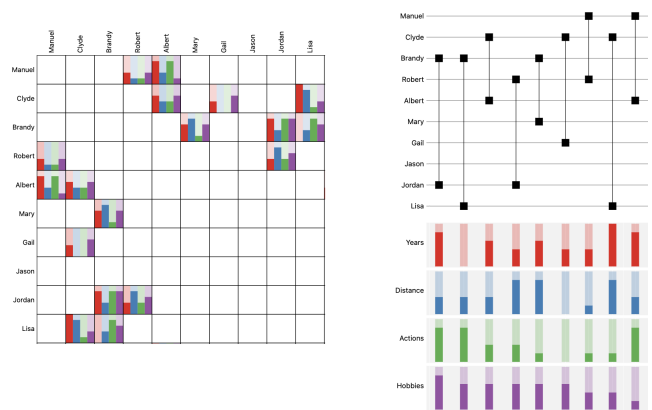 Manuel
Clyde
Brandy
Robert
Albert
Mary
Gail
Jason
Jordan
Lisa
Manuel
Clyde
Brandy
Robert
Albert
Mary
Gail
Jason
Jordan
Lisa
Manuel
Clyde
Brandy
Robert
Albert
Mary
Gail
Jason
Jordan
Lisa
Years
Distance
Actions
Hobbies